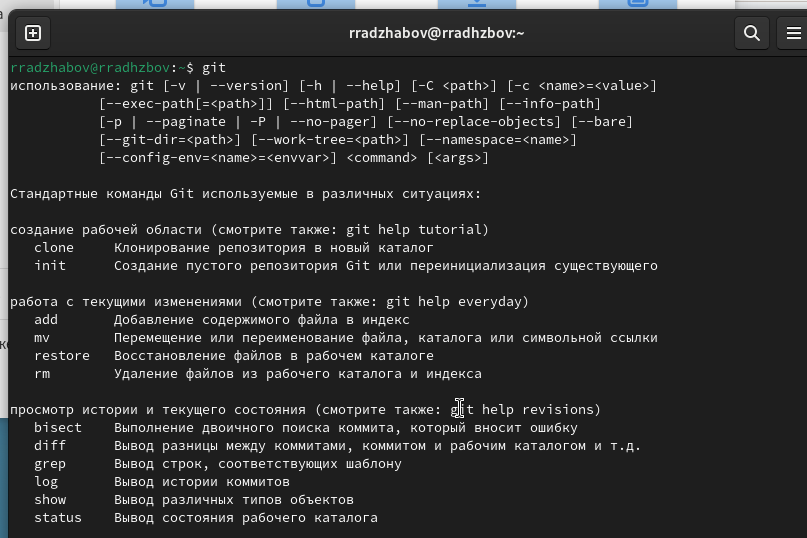 rradzhabov@rradhzbov:~
rradzhabov@rradhzbov:~$ git
использование: git [-v | --version] [-h | --help] [-C <path>] [-c <name>=<value>]
           [--exec-path[=<path>]] [--html-path] [--man-path] [--info-path]
           [-p | --paginate | -P | --no-pager] [--no-replace-objects] [--bare]
           [--git-dir=<path>] [--work-tree=<path>] [--namespace=<name>]
           [--config-env=<name>=<envvar>] <command> [<args>]
Стандартные команды Git используемые в различных ситуациях:
создание рабочей области (смотрите также: git help tutorial)
   clone     Клонирование репозитория в новый каталог
   init      Создание пустого репозитория Git или переинициализация существующего
работа с текущими изменениями (смотрите также: git help everyday)
   add       Добавление содержимого файла в индекс
   mv        Перемещение или переименование файла, каталога или символьной ссылки
   restore   Восстановление файлов в рабочем каталоге
   rm        Удаление файлов из рабочего каталога и индекса
просмотр истории и текущего состояния (смотрите также: git help revisions)
   bisect    Выполнение двоичного поиска коммита, который вносит ошибку
   diff      Вывод разницы между коммитами, коммитом и рабочим каталогом и т.д.
   grep      Вывод строк, соответствующих шаблону
   log       Вывод истории коммитов
   show      Вывод различных типов объектов
   status    Вывод состояния рабочего каталога